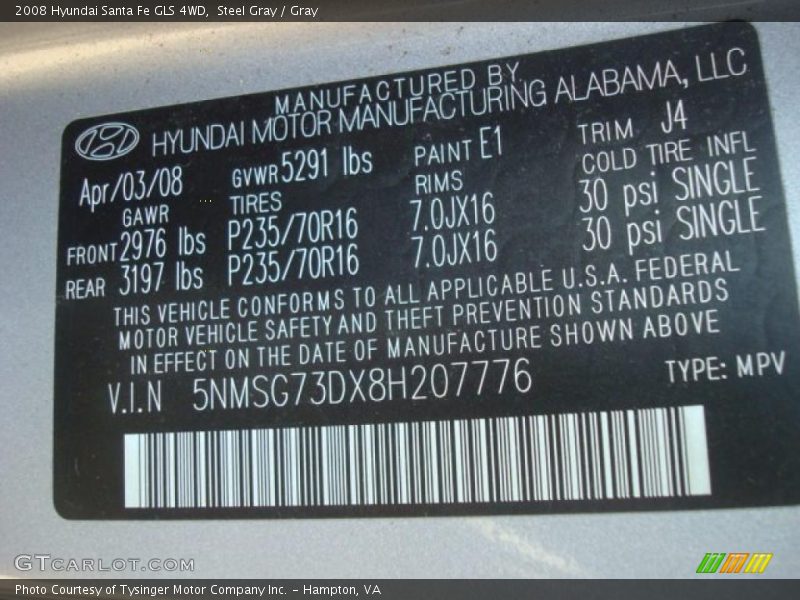 2008 Hyundai Santa Fe GLS 4WD, Steel Gray / Gray
MANUFACTURED BY
HYUNDAI MOTOR MANUFACTURING ALABAMA, LLC
Apr/03/08 GVWR 5291 lbs PAINT E1 TRIM J4
GAWR TIRES RIMS COLD TIRE INFL
FRONT 2976 lbs P235/70R16 7.0JX16 30 psi SINGLE
REAR 3197 lbs P235/70R16 7.0JX16 30 psi SINGLE
THIS VEHICLE CONFORMS TO ALL APPLICABLE U.S.A. FEDERAL
MOTOR VEHICLE SAFETY AND THEFT PREVENTION STANDARDS
IN EFFECT ON THE DATE OF MANUFACTURE SHOWN ABOVE
V.I.N 5NMSG73DX8H207776 TYPE: MPV
GTCARLOT.COM
Photo Courtesy of Tysinger Motor Company Inc. - Hampton, VA